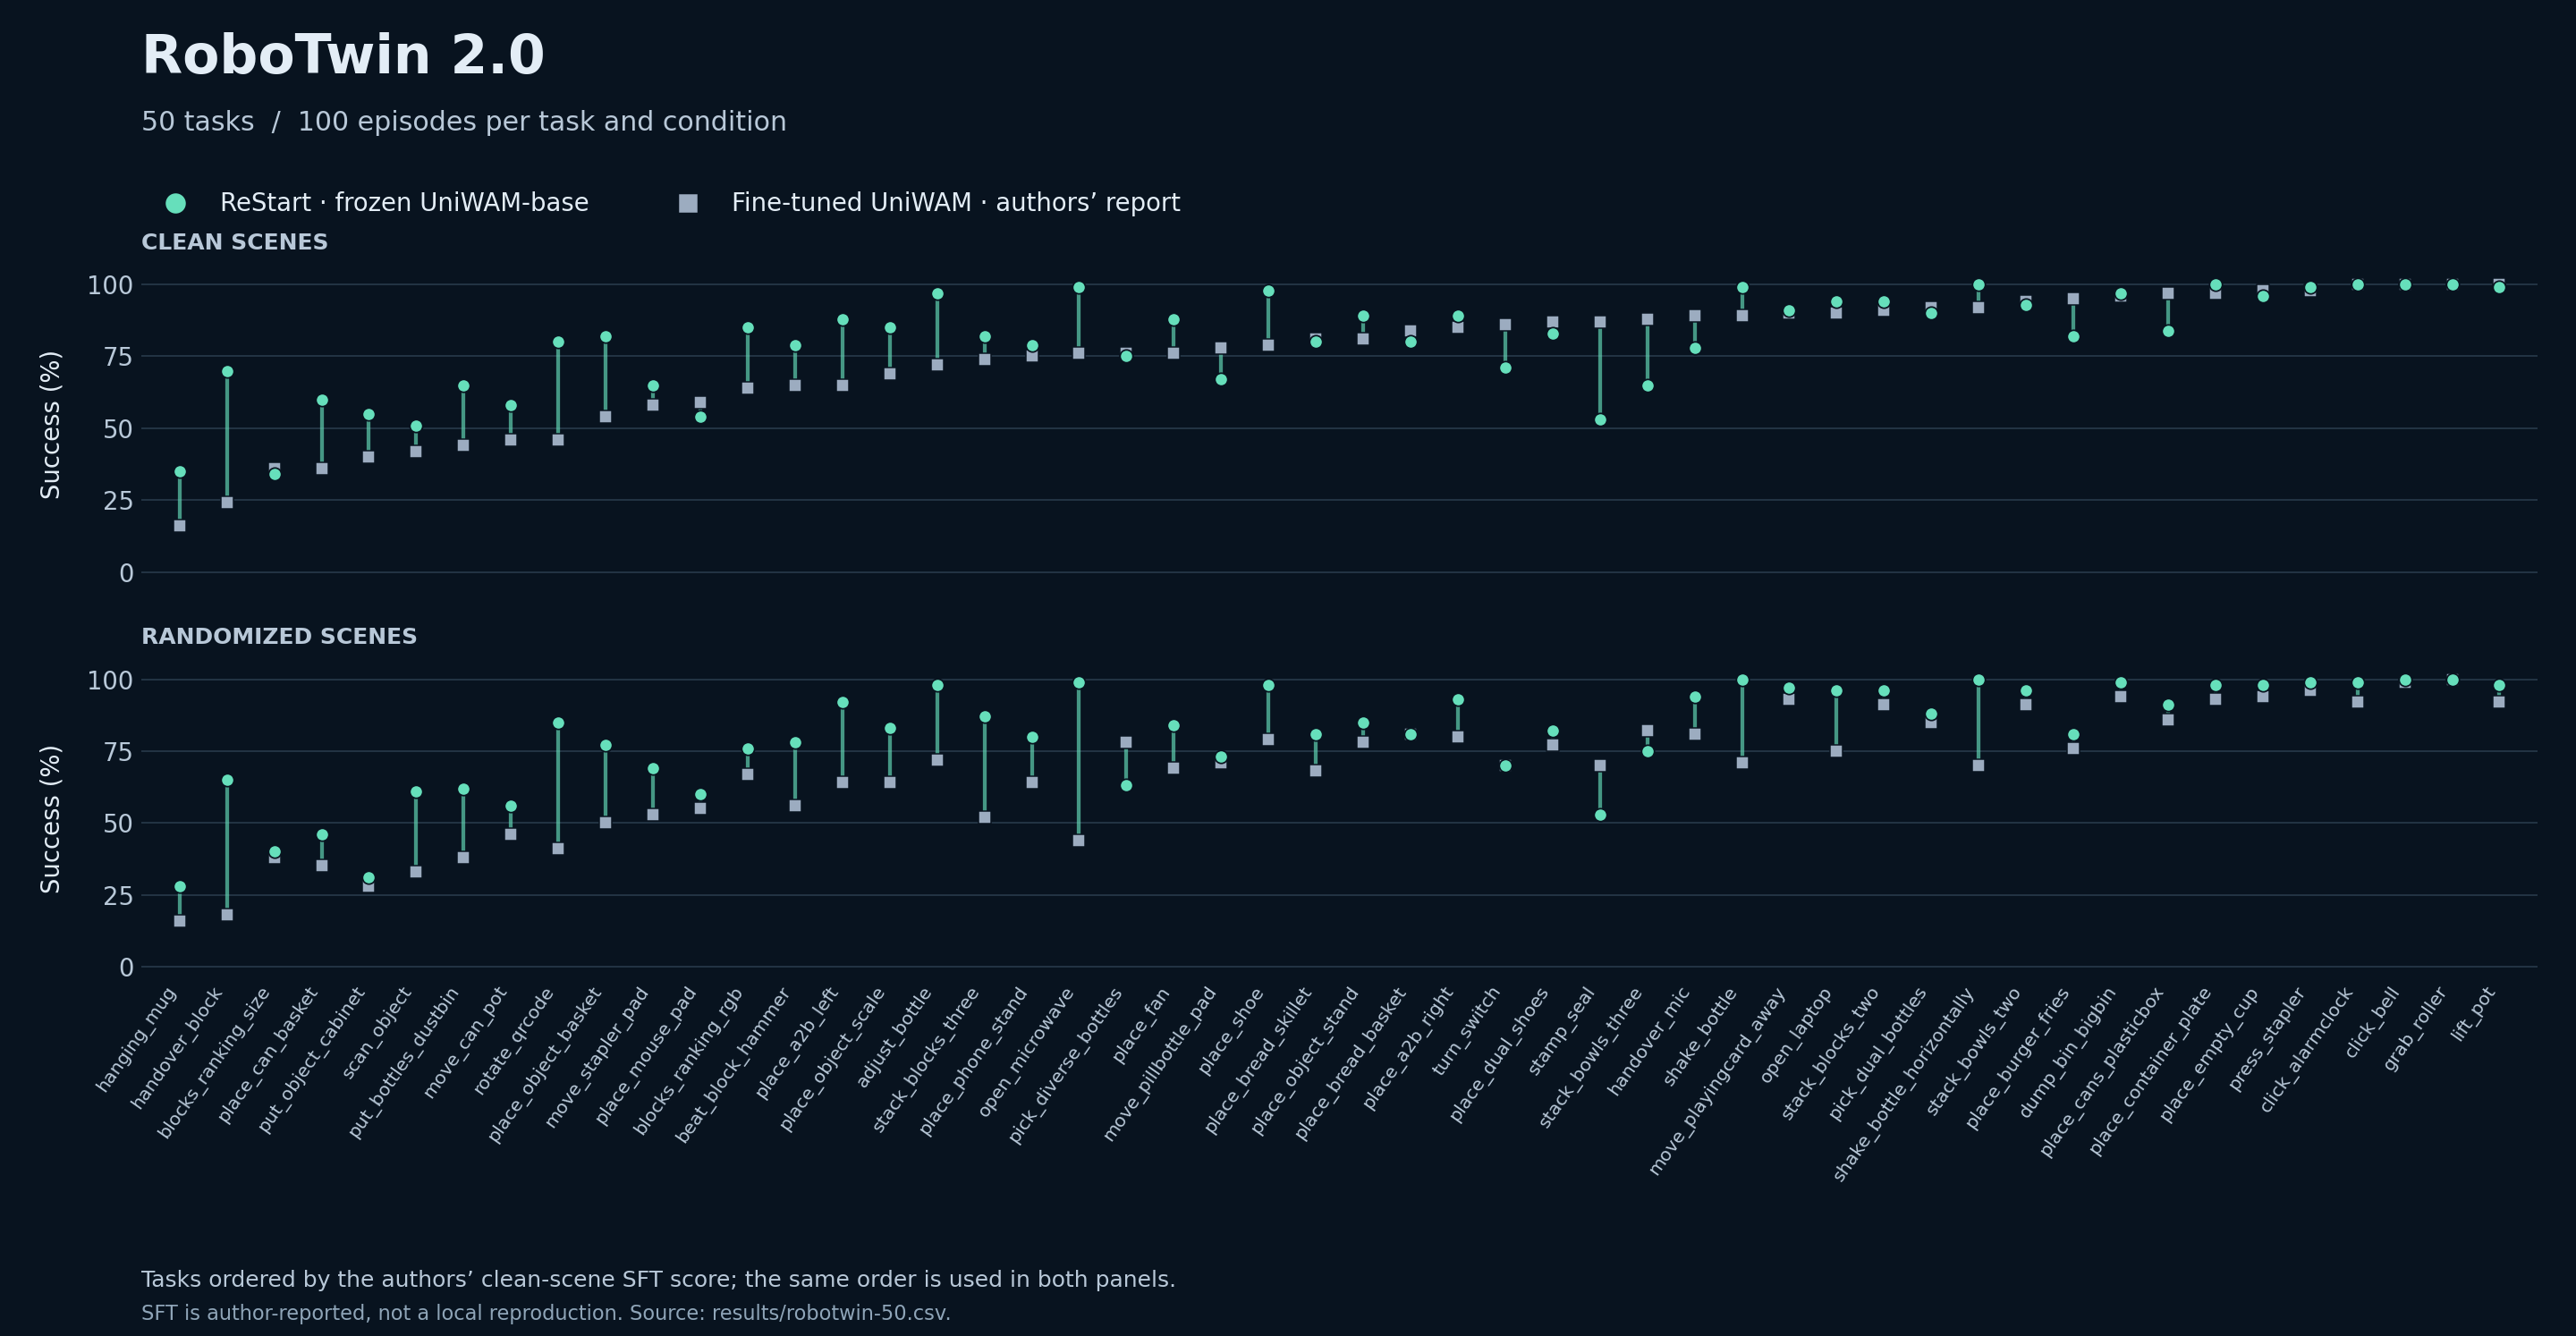 RoboTwin 2.0
50 tasks / 100 episodes per task and condition
ReStart · frozen UniWAM-base
Fine-tuned UniWAM · authors’ report
CLEAN SCENES
Success (%)
100
75
50
25
0
RANDOMIZED SCENES
Success (%)
100
75
50
25
0
hanging_mug
handover_block
blocks_ranking_size
place_can_basket
put_object_cabinet
scan_object
put_bottles_dustbin
move_can_pot
rotate_qrcode
place_object_basket
move_stapler_pad
place_mouse_pad
blocks_ranking_rgb
beat_block_hammer
place_a2b_left
place_object_scale
adjust_bottle
stack_blocks_three
place_phone_stand
open_microwave
pick_diverse_bottles
place_fan
move_pillbottle_pad
place_shoe
place_bread_skillet
place_object_stand
place_bread_basket
place_a2b_right
turn_switch
place_dual_shoes
stamp_seal
stack_bowls_three
handover_mic
shake_bottle
move_playingcard_away
open_laptop
stack_blocks_two
pick_dual_bottles
shake_bottle_horizontally
stack_bowls_two
place_burger_fries
dump_bin_bigbin
place_cans_plasticbox
place_container_plate
place_empty_cup
press_stapler
click_alarmclock
click_bell
grab_roller
lift_pot
Tasks ordered by the authors’ clean-scene SFT score; the same order is used in both panels.
SFT is author-reported, not a local reproduction. Source: results/robotwin-50.csv.